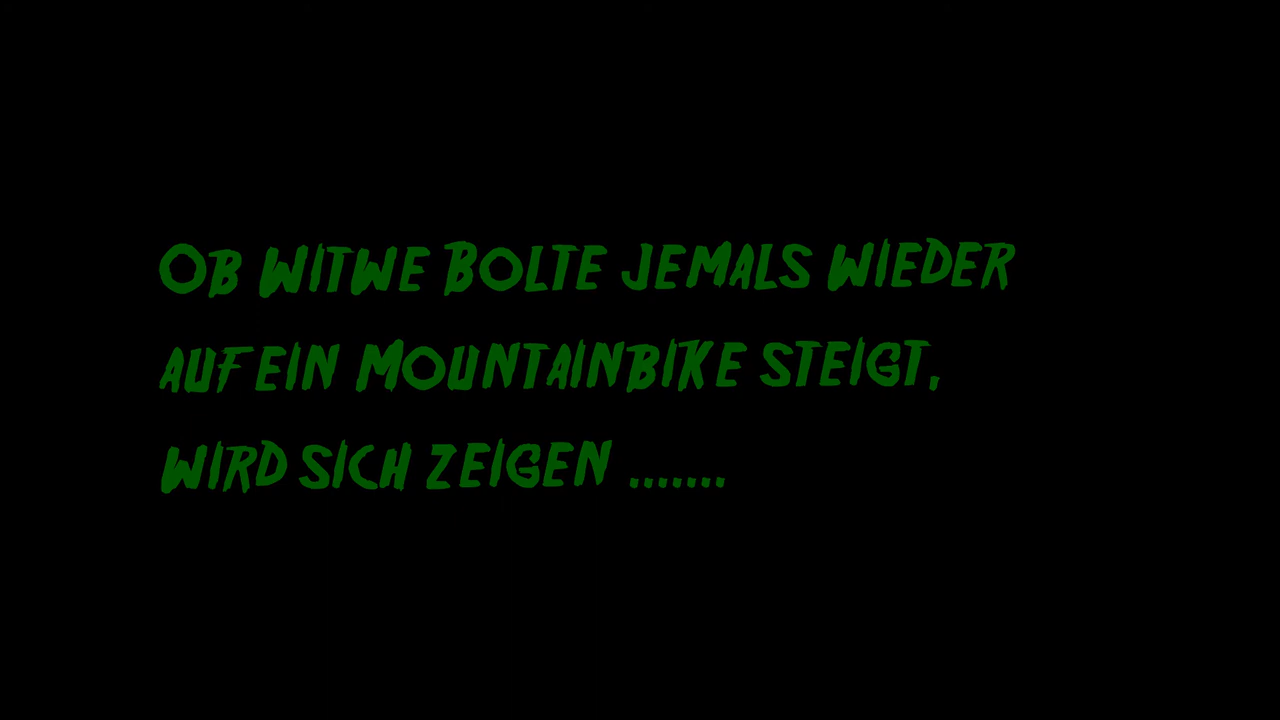 OB WITWE BOLTE JEMALS WIEDER
AUF EIN MOUNTAINBIKE STEIGT,
WIRD SICH ZEIGEN .......